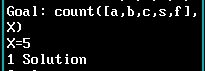 Goal: count([a,b,c,s,f],
X)
X=5
1 Solution